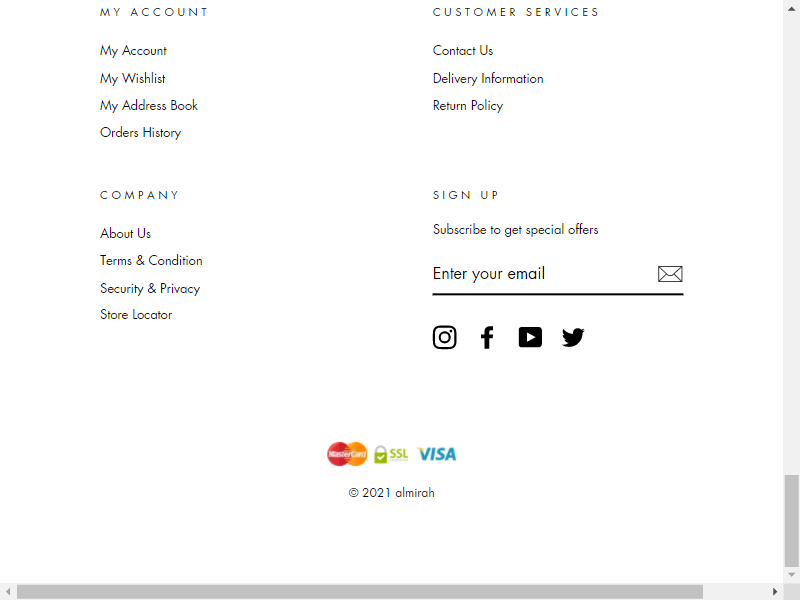 MY ACCOUNT
My Account
My Wishlist
My Address Book
Orders History
CUSTOMER SERVICES
Contact Us
Delivery Information
Return Policy
COMPANY
About Us
Terms & Condition
Security & Privacy
Store Locator
SIGN UP
Subscribe to get special offers
Enter your email
MasterCard SSL VISA
© 2021 almirah